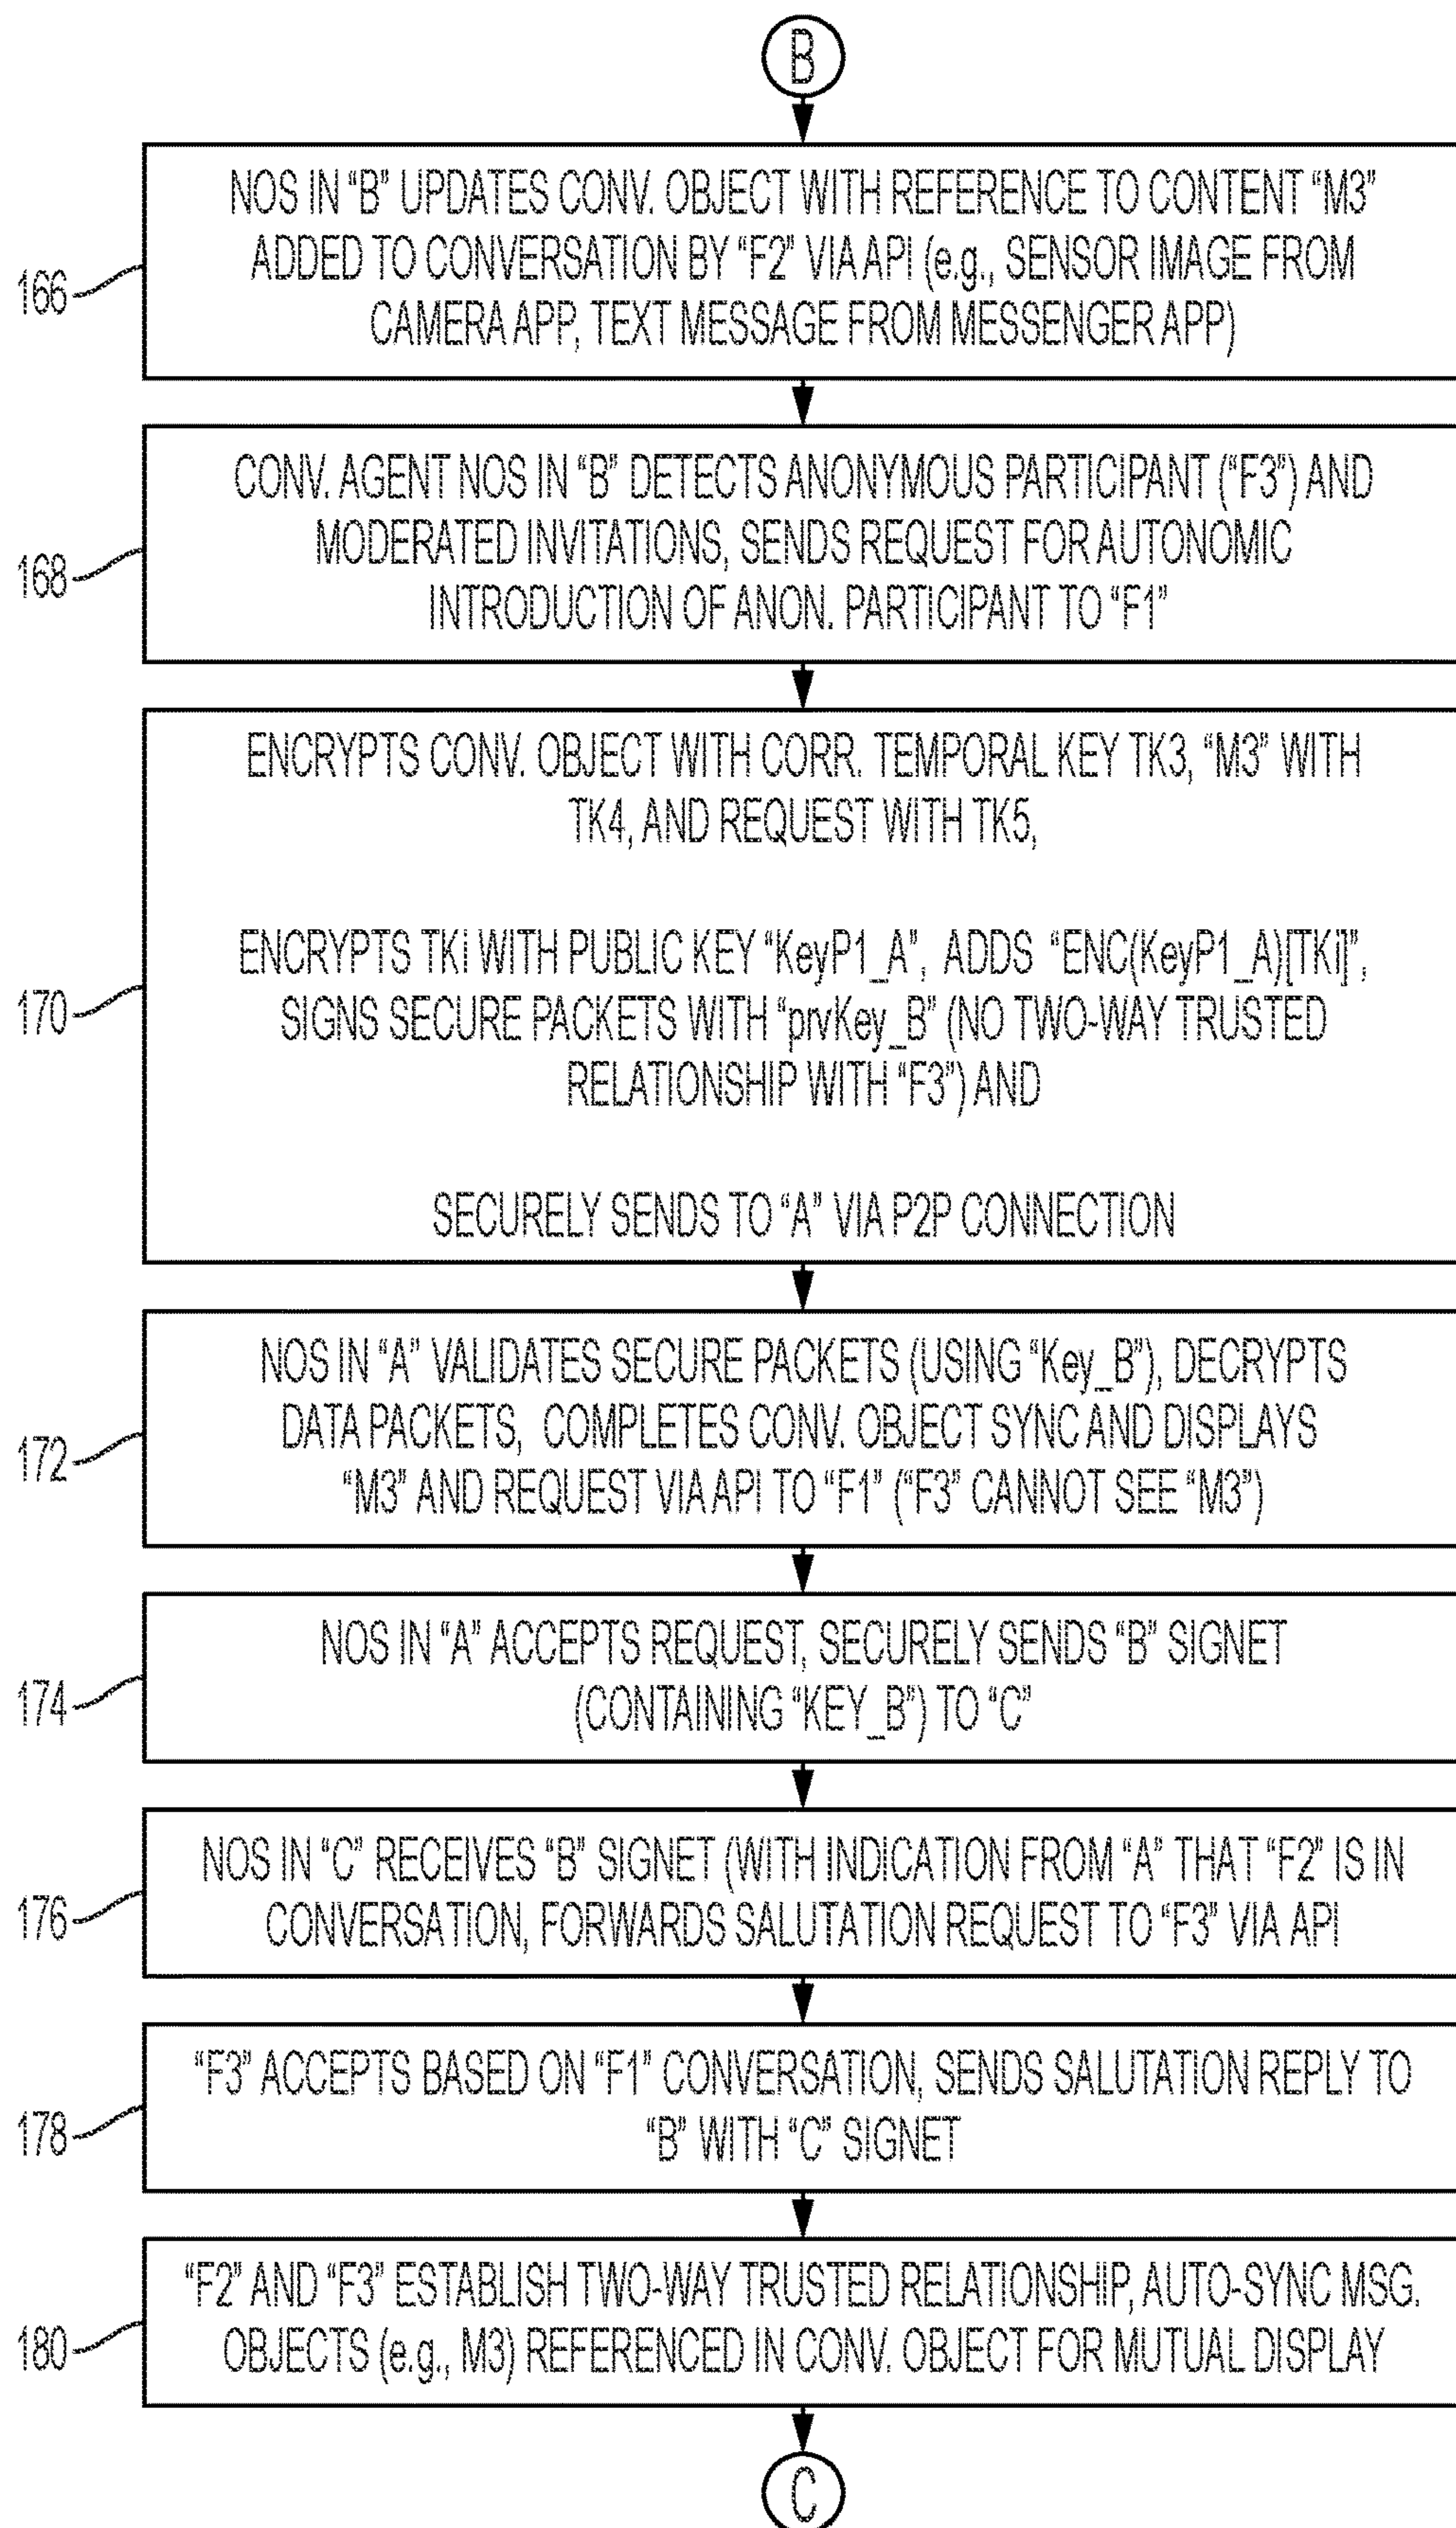 B
166
NOS IN “B” UPDATES CONV. OBJECT WITH REFERENCE TO CONTENT “M3”
ADDED TO CONVERSATION BY “F2” VIA API (e.g., SENSOR IMAGE FROM
CAMERA APP, TEXT MESSAGE FROM MESSENGER APP)
168
CONV. AGENT NOS IN “B” DETECTS ANONYMOUS PARTICIPANT (“F3”) AND
MODERATED INVITATIONS, SENDS REQUEST FOR AUTONOMIC
INTRODUCTION OF ANON. PARTICIPANT TO “F1”
170
ENCRYPTS CONV. OBJECT WITH CORR. TEMPORAL KEY TK3, “M3” WITH
TK4, AND REQUEST WITH TK5,
ENCRYPTS TKi WITH PUBLIC KEY “KeyP1_A”, ADDS “ENC(KeyP1_A)[TKi]”,
SIGNS SECURE PACKETS WITH “prvKey_B” (NO TWO-WAY TRUSTED
RELATIONSHIP WITH “F3”) AND
SECURELY SENDS TO “A” VIA P2P CONNECTION
172
NOS IN “A” VALIDATES SECURE PACKETS (USING “Key_B”), DECRYPTS
DATA PACKETS, COMPLETES CONV. OBJECT SYNC AND DISPLAYS
“M3” AND REQUEST VIA API TO “F1” (“F3” CANNOT SEE “M3”)
174
NOS IN “A” ACCEPTS REQUEST, SECURELY SENDS “B” SIGNET
(CONTAINING “KEY_B”) TO “C”
176
NOS IN “C” RECEIVES “B” SIGNET (WITH INDICATION FROM “A” THAT “F2” IS IN
CONVERSATION, FORWARDS SALUTATION REQUEST TO “F3” VIA API
178
“F3” ACCEPTS BASED ON “F1” CONVERSATION, SENDS SALUTATION REPLY TO
“B” WITH “C” SIGNET
180
“F2” AND “F3” ESTABLISH TWO-WAY TRUSTED RELATIONSHIP, AUTO-SYNC MSG.
OBJECTS (e.g., M3) REFERENCED IN CONV. OBJECT FOR MUTUAL DISPLAY
C